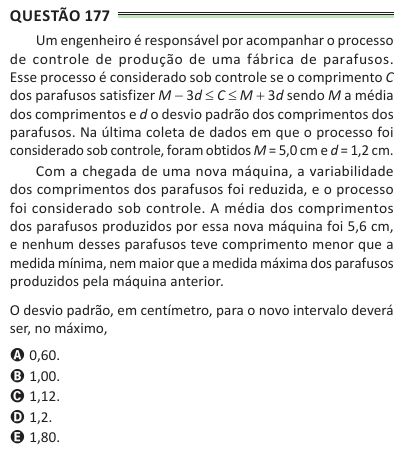 QUESTÃO 177
Um engenheiro é responsável por acompanhar o processo
de controle de produção de uma fábrica de parafusos.
Esse processo é considerado sob controle se o comprimento C
dos parafusos satisfizer M – 3d ≤ C ≤ M + 3d sendo M a média
dos comprimentos e d o desvio padrão dos comprimentos dos
parafusos. Na última coleta de dados em que o processo foi
considerado sob controle, foram obtidos M = 5,0 cm e d = 1,2 cm.
Com a chegada de uma nova máquina, a variabilidade
dos comprimentos dos parafusos foi reduzida, e o processo
foi considerado sob controle. A média dos comprimentos
dos parafusos produzidos por essa nova máquina foi 5,6 cm,
e nenhum desses parafusos teve comprimento menor que a
medida mínima, nem maior que a medida máxima dos parafusos
produzidos pela máquina anterior.
O desvio padrão, em centímetro, para o novo intervalo deverá
ser, no máximo,
A 0,60.
B 1,00.
C 1,12.
D 1,2.
E 1,80.